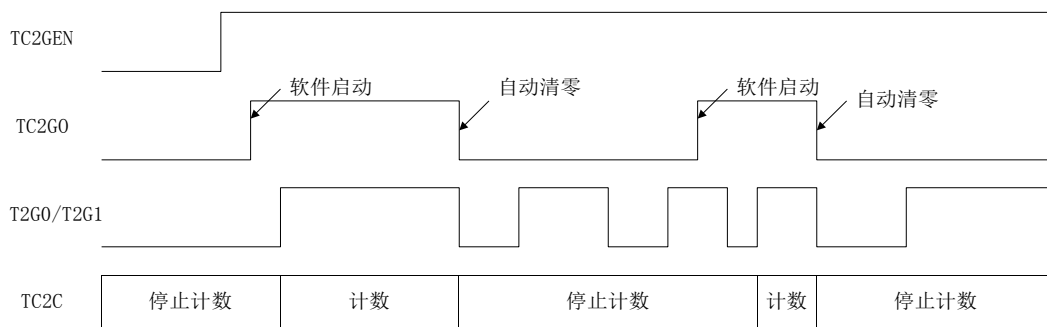 TC2GEN
软件启动 自动清零 软件启动 自动清零
TC2GO
T2G0/T2G1
TC2C 停止计数 计数 停止计数 计数 停止计数